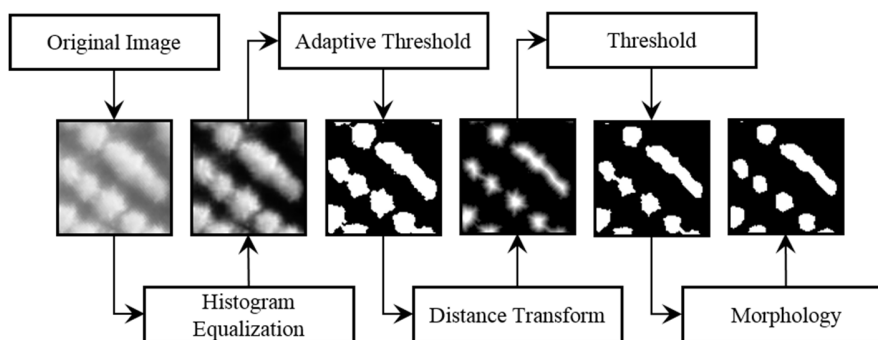 Original Image
Adaptive Threshold
Threshold
Histogram
Equalization
Distance Transform
Morphology